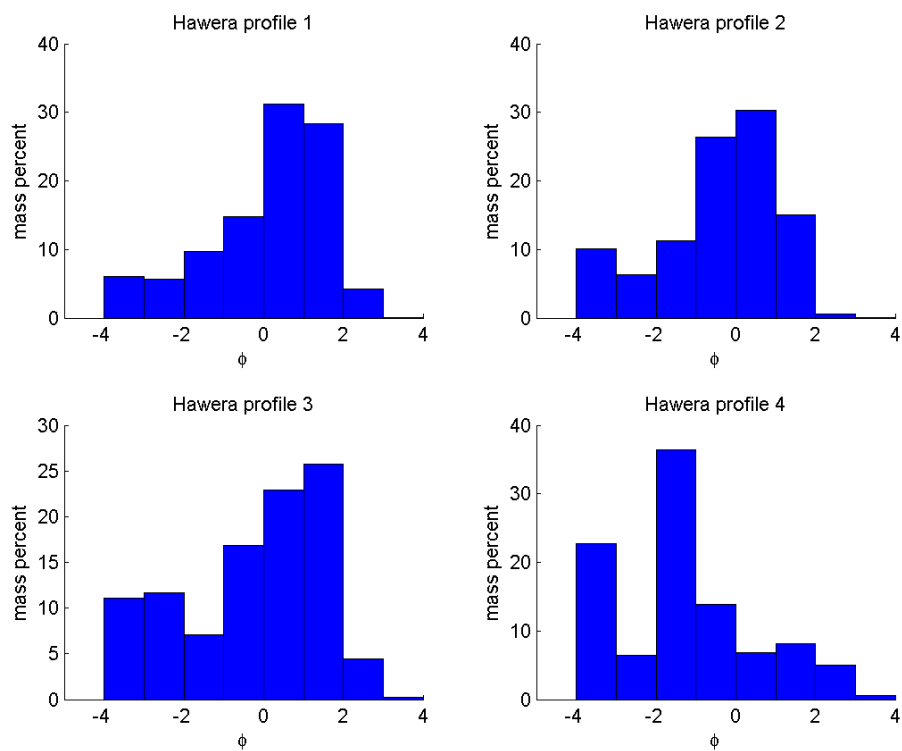 Hawera profile 1
40
30
20
10
0
mass percent
-4 -2 0 2 4
ϕ
Hawera profile 2
40
30
20
10
0
mass percent
-4 -2 0 2 4
ϕ
Hawera profile 3
30
25
20
15
10
5
0
mass percent
-4 -2 0 2 4
ϕ
Hawera profile 4
40
30
20
10
0
mass percent
-4 -2 0 2 4
ϕ